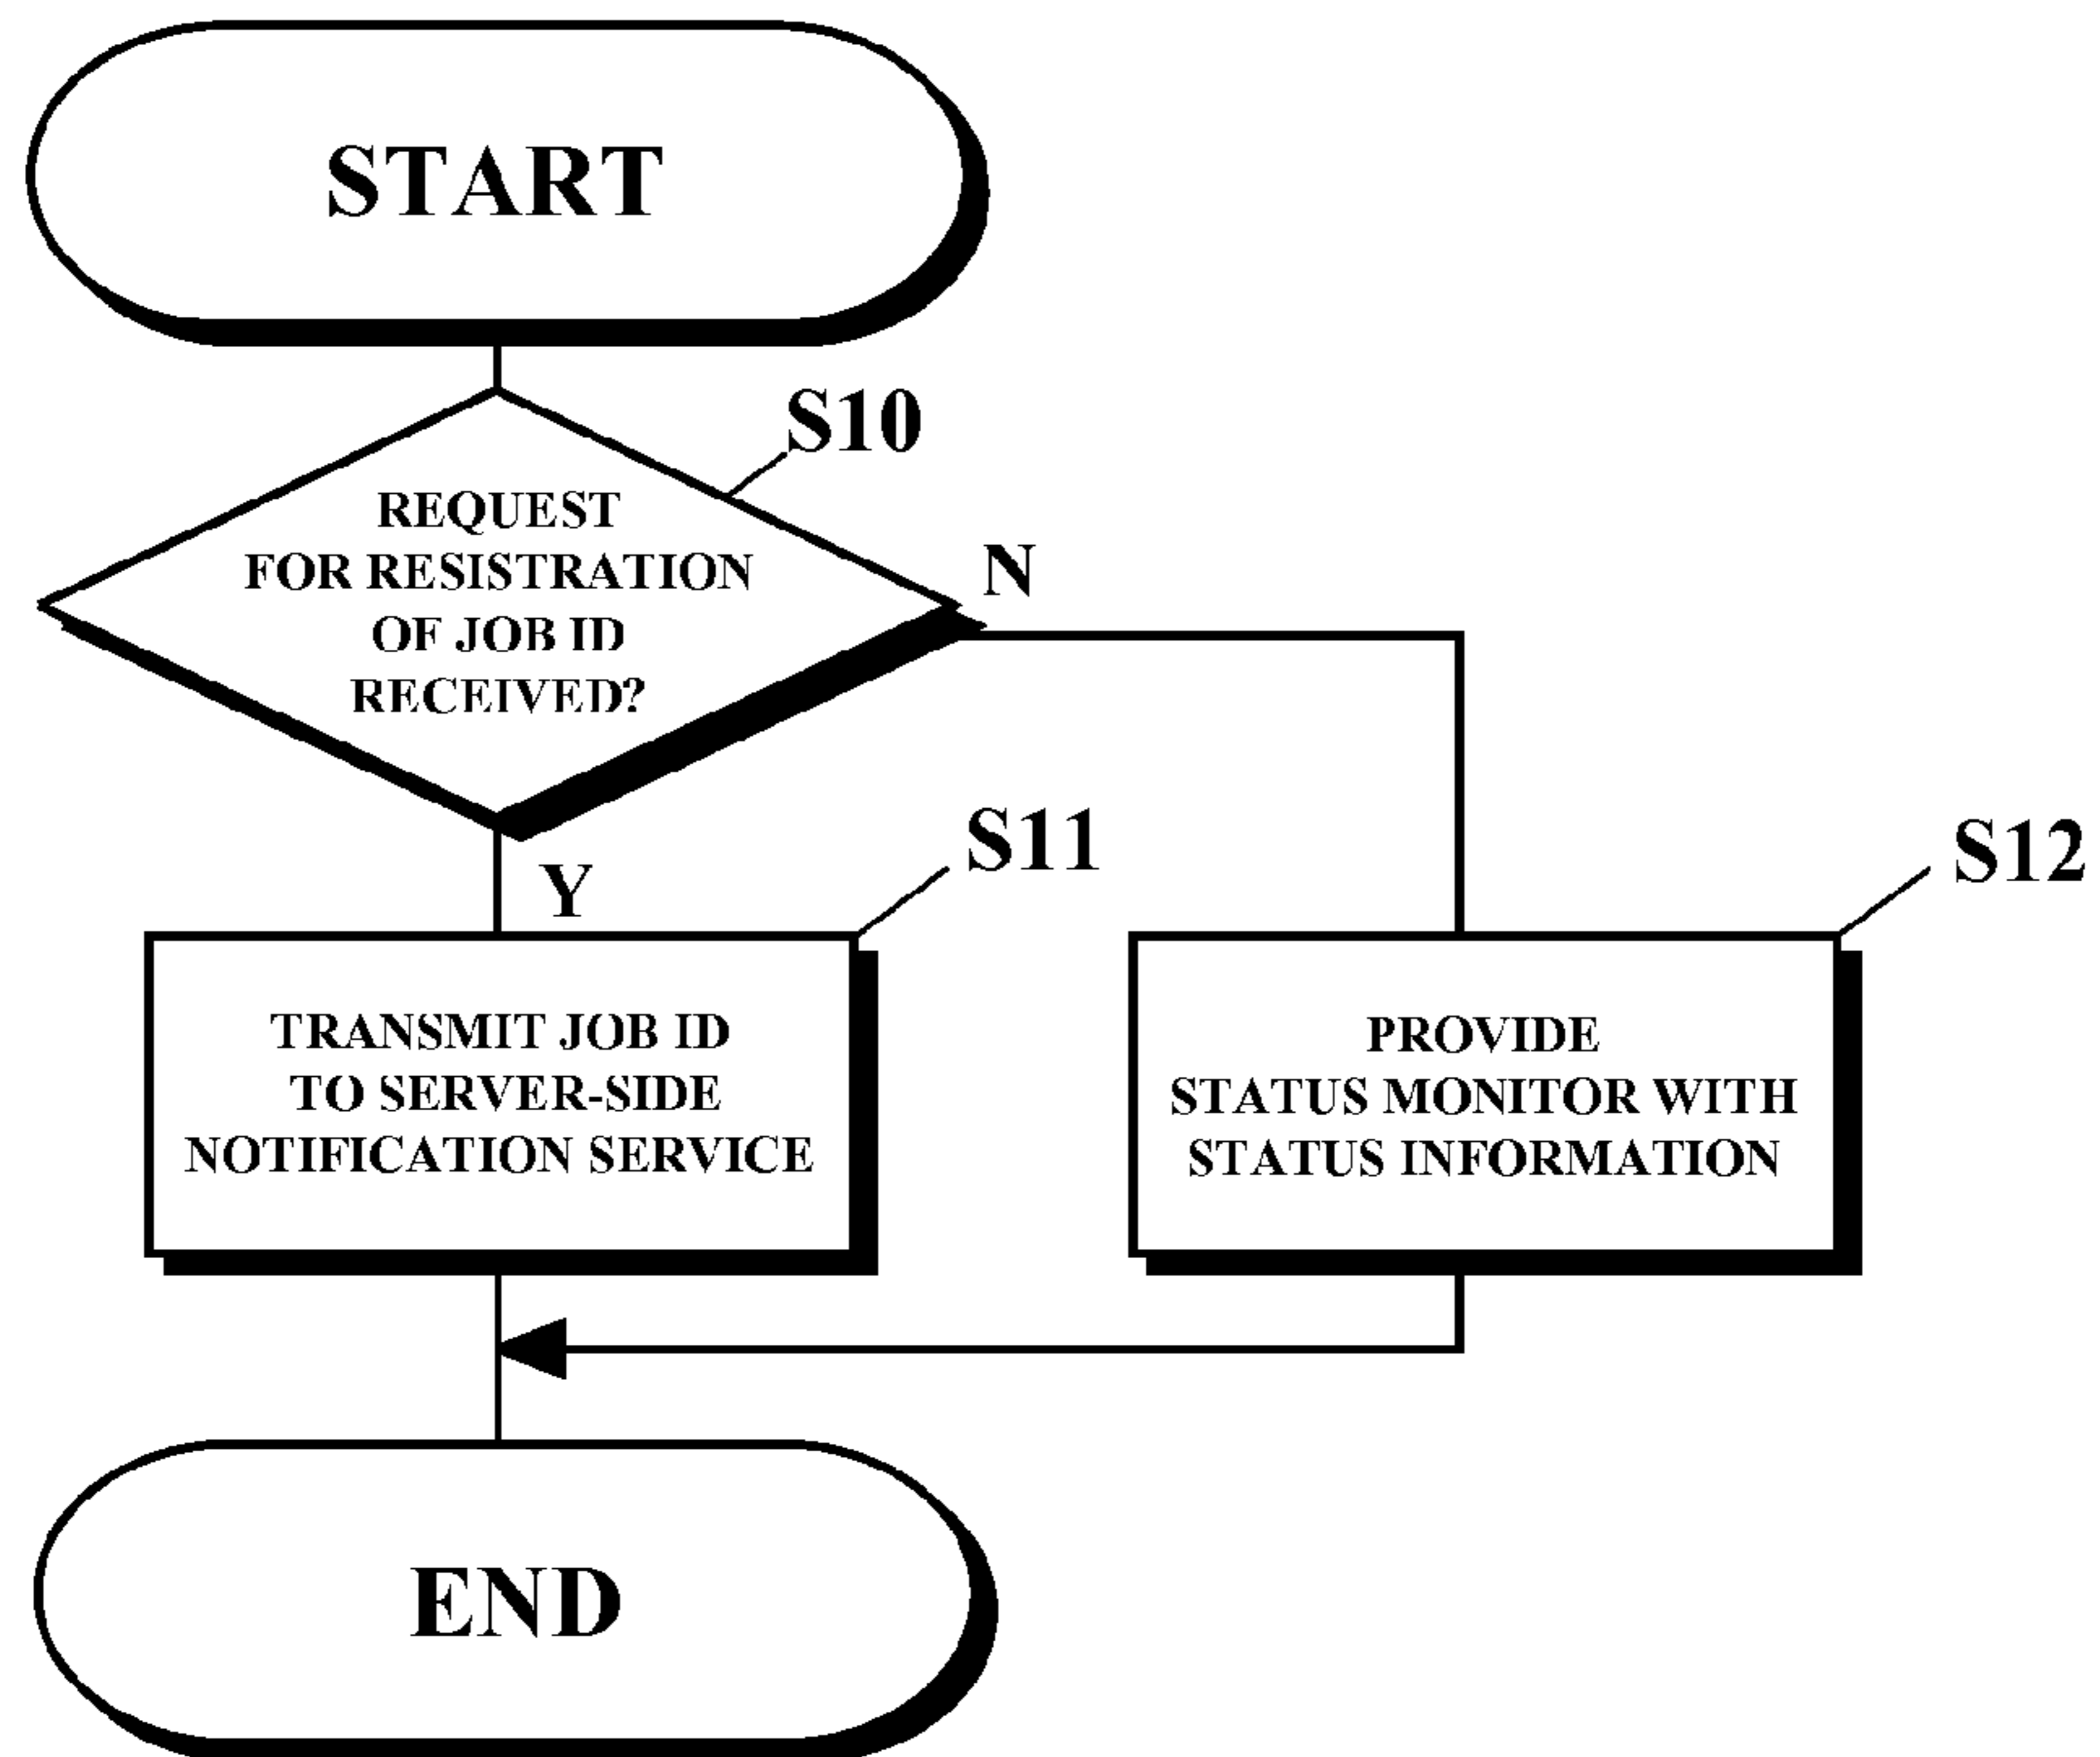 START
S10
REQUEST
FOR RESISTRATION
OF JOB ID
RECEIVED?
N
Y
S11
TRANSMIT JOB ID
TO SERVER-SIDE
NOTIFICATION SERVICE
S12
PROVIDE
STATUS MONITOR WITH
STATUS INFORMATION
END